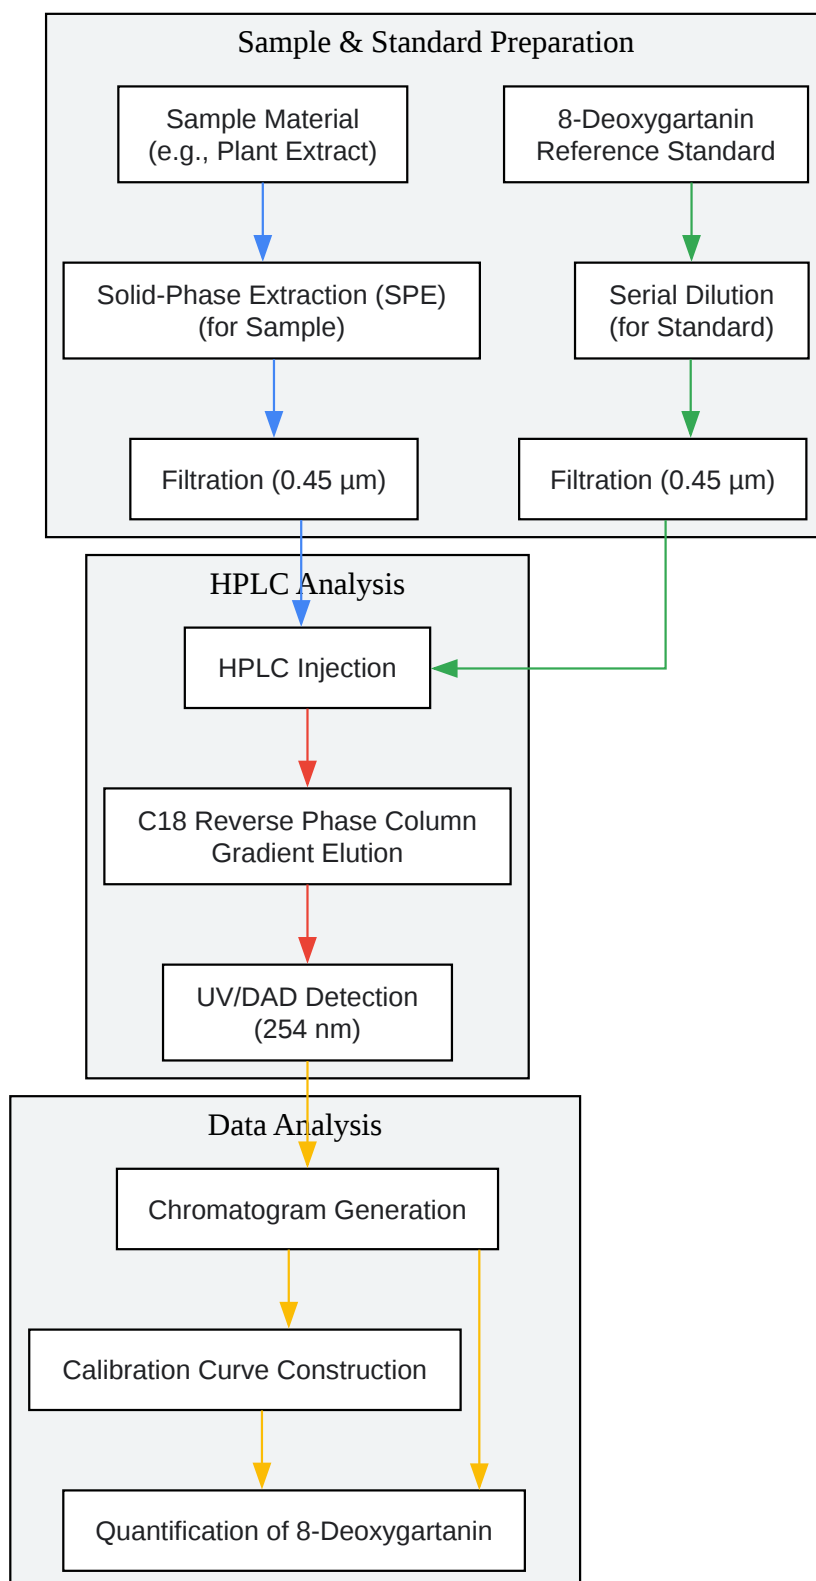 Sample & Standard Preparation
Sample Material
(e.g., Plant Extract)
8-Deoxygartanin
Reference Standard
Solid-Phase Extraction (SPE)
(for Sample)
Serial Dilution
(for Standard)
Filtration (0.45 µm)
Filtration (0.45 µm)
HPLC Analysis
HPLC Injection
C18 Reverse Phase Column
Gradient Elution
UV/DAD Detection
(254 nm)
Data Analysis
Chromatogram Generation
Calibration Curve Construction
Quantification of 8-Deoxygartanin